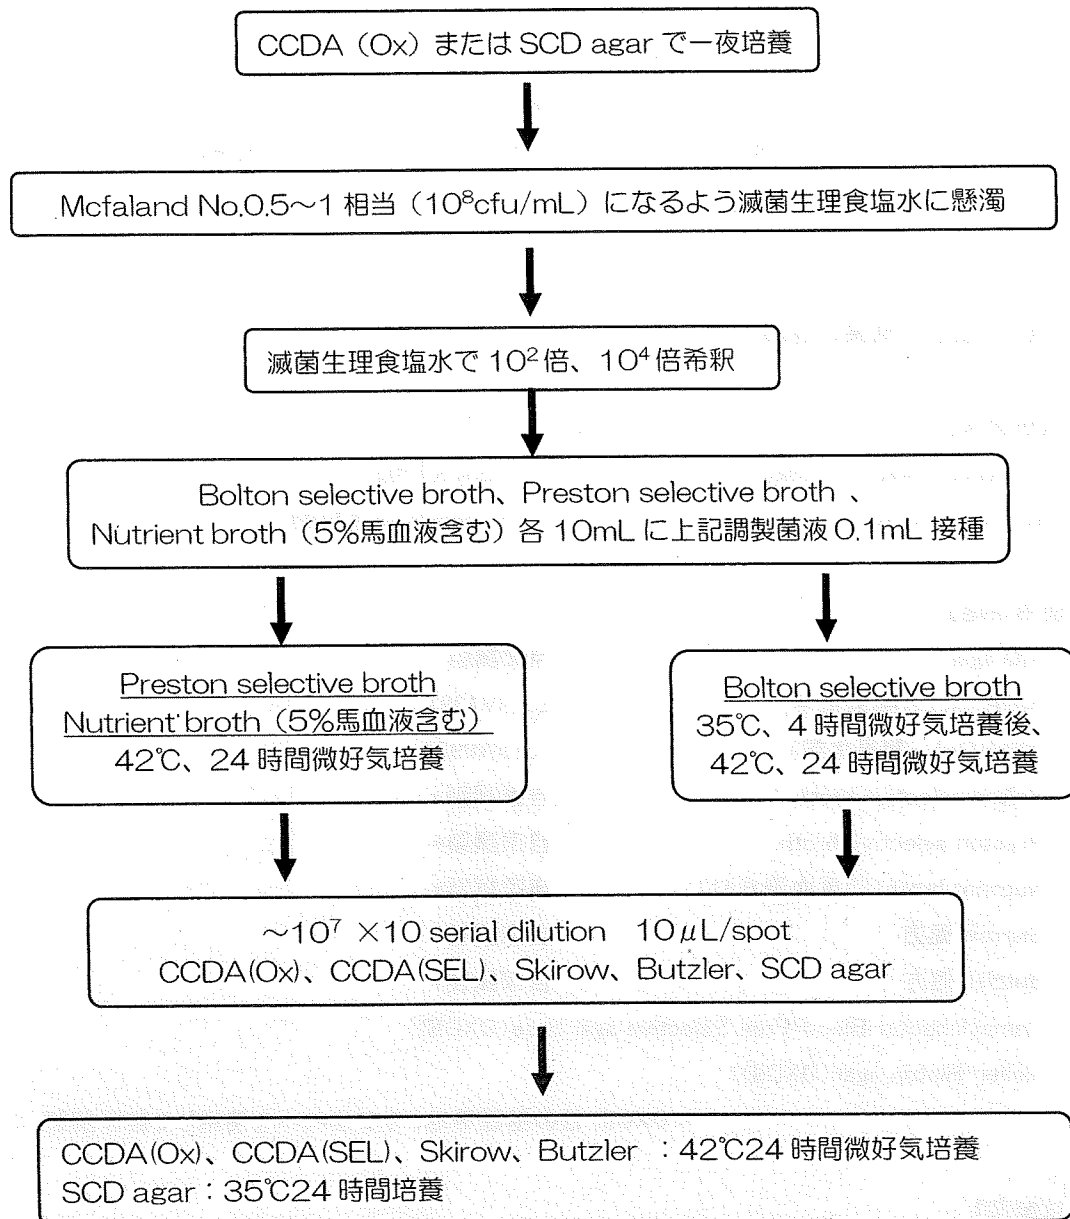 CCDA（Ox）または SCD agar で一夜培養
Mcfaland No.0.5〜1 相当（10⁸cfu/mL）になるよう滅菌生理食塩水に懸濁
滅菌生理食塩水で 10²倍、10⁴倍希釈
Bolton selective broth、Preston selective broth 、
Nutrient broth（5%馬血液含む）各 10mL に上記調製菌液 0.1mL 接種
Preston selective broth
Nutrient broth（5%馬血液含む）
42℃、24 時間微好気培養
Bolton selective broth
35℃、4 時間微好気培養後、
42℃、24 時間微好気培養
〜10⁷ ×10 serial dilution 10μL/spot
CCDA(Ox)、CCDA(SEL)、Skirow、Butzler、SCD agar
CCDA(Ox)、CCDA(SEL)、Skirow、Butzler ：42℃24 時間微好気培養
SCD agar：35℃24 時間培養